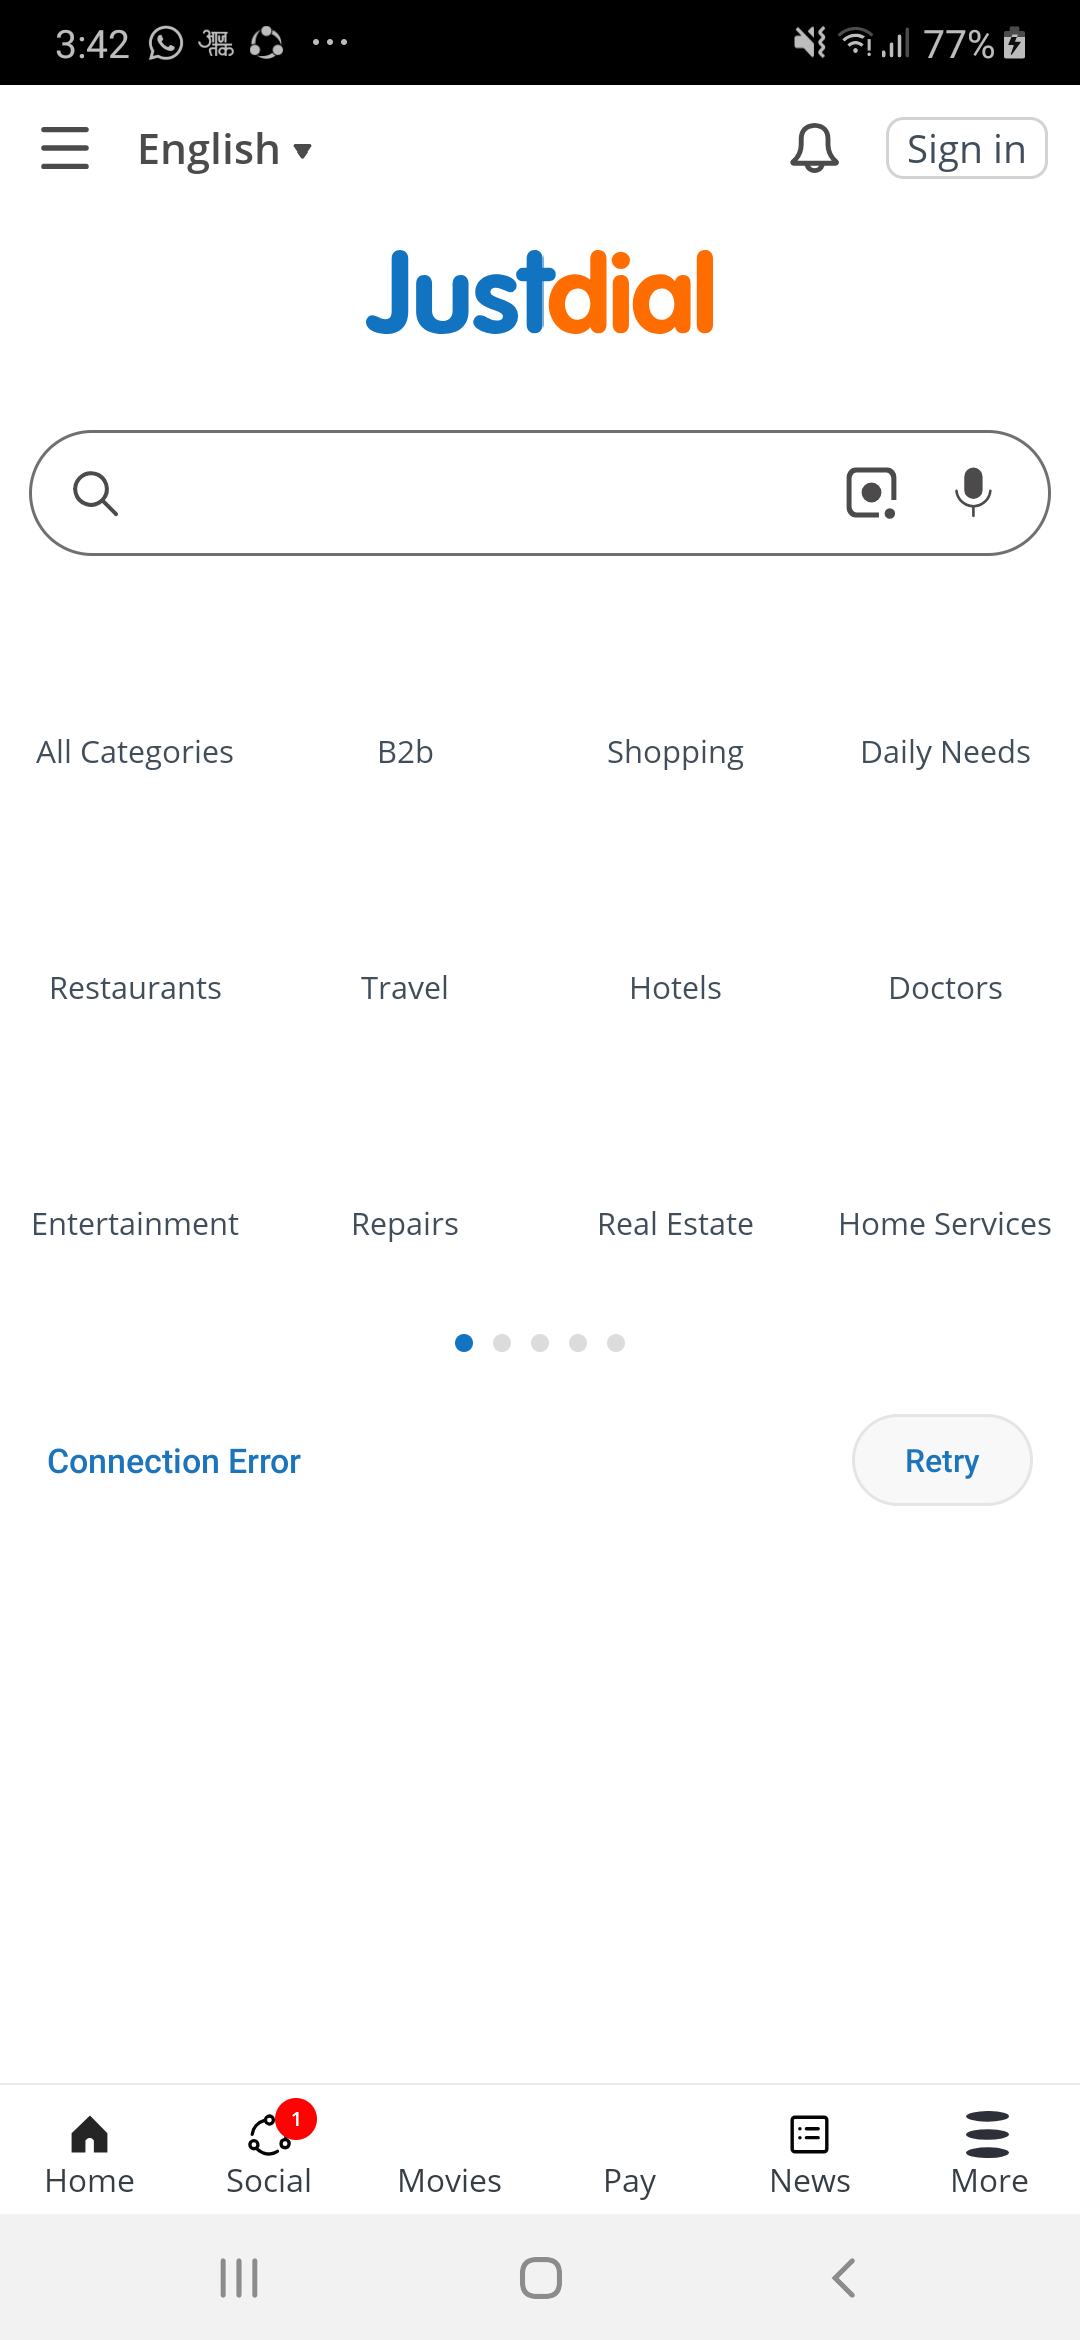 3:42 आज तक 77%
English Sign in
Justdial
All Categories B2b Shopping Daily Needs
Restaurants Travel Hotels Doctors
Entertainment Repairs Real Estate Home Services
Connection Error Retry
1
Home Social Movies Pay News More